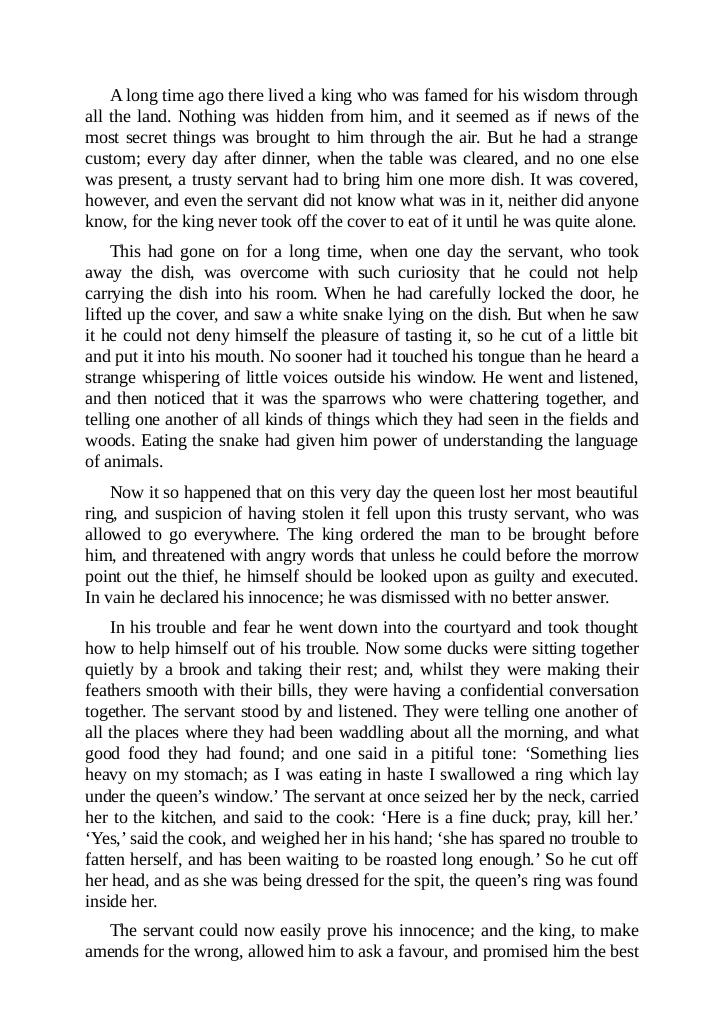 A long time ago there lived a king who was famed for his wisdom through
all the land. Nothing was hidden from him, and it seemed as if news of the
most secret things was brought to him through the air. But he had a strange
custom; every day after dinner, when the table was cleared, and no one else
was present, a trusty servant had to bring him one more dish. It was covered,
however, and even the servant did not know what was in it, neither did anyone
know, for the king never took off the cover to eat of it until he was quite alone.
This had gone on for a long time, when one day the servant, who took
away the dish, was overcome with such curiosity that he could not help
carrying the dish into his room. When he had carefully locked the door, he
lifted up the cover, and saw a white snake lying on the dish. But when he saw
it he could not deny himself the pleasure of tasting it, so he cut of a little bit
and put it into his mouth. No sooner had it touched his tongue than he heard a
strange whispering of little voices outside his window. He went and listened,
and then noticed that it was the sparrows who were chattering together, and
telling one another of all kinds of things which they had seen in the fields and
woods. Eating the snake had given him power of understanding the language
of animals.
Now it so happened that on this very day the queen lost her most beautiful
ring, and suspicion of having stolen it fell upon this trusty servant, who was
allowed to go everywhere. The king ordered the man to be brought before
him, and threatened with angry words that unless he could before the morrow
point out the thief, he himself should be looked upon as guilty and executed.
In vain he declared his innocence; he was dismissed with no better answer.
In his trouble and fear he went down into the courtyard and took thought
how to help himself out of his trouble. Now some ducks were sitting together
quietly by a brook and taking their rest; and, whilst they were making their
feathers smooth with their bills, they were having a confidential conversation
together. The servant stood by and listened. They were telling one another of
all the places where they had been waddling about all the morning, and what
good food they had found; and one said in a pitiful tone: ‘Something lies
heavy on my stomach; as I was eating in haste I swallowed a ring which lay
under the queen’s window.’ The servant at once seized her by the neck, carried
her to the kitchen, and said to the cook: ‘Here is a fine duck; pray, kill her.’
‘Yes,’ said the cook, and weighed her in his hand; ‘she has spared no trouble to
fatten herself, and has been waiting to be roasted long enough.’ So he cut off
her head, and as she was being dressed for the spit, the queen’s ring was found
inside her.
The servant could now easily prove his innocence; and the king, to make
amends for the wrong, allowed him to ask a favour, and promised him the best